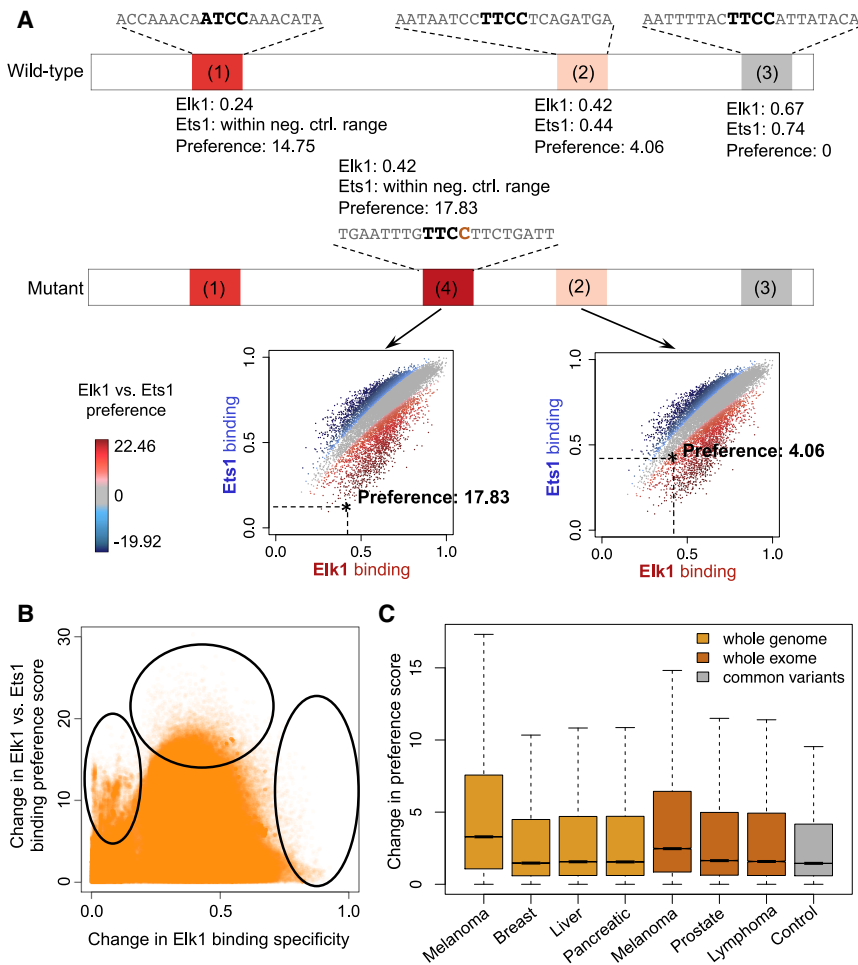 A
ACCAAACAATCCAAACATA
AATAATCCTTCCTCAGATGA
AATTTTACTTCCATTATACA
Wild-type
(1)
(2)
(3)
Elk1: 0.24
Ets1: within neg. ctrl. range
Preference: 14.75
Elk1: 0.42
Ets1: 0.44
Preference: 4.06
Elk1: 0.67
Ets1: 0.74
Preference: 0
Elk1: 0.42
Ets1: within neg. ctrl. range
Preference: 17.83
TGAATTTGTTCCTTCTGATT
Mutant
(1)
(4)
(2)
(3)
Elk1 vs. Ets1
preference
22.46
0
-19.92
Ets1 binding
1.0
0.5
0.0
* Preference: 17.83
0.0
0.5
1.0
Elk1 binding
Ets1 binding
1.0
0.5
0.0
* Preference: 4.06
0.0
0.5
1.0
Elk1 binding
B
Change in Elk1 vs. Ets1
binding preference score
30
20
10
0
0.0
0.5
1.0
Change in Elk1 binding specificity
C
Change in preference score
15
10
5
0
whole genome
whole exome
common variants
Melanoma
Breast
Liver
Pancreatic
Melanoma
Prostate
Lymphoma
Control